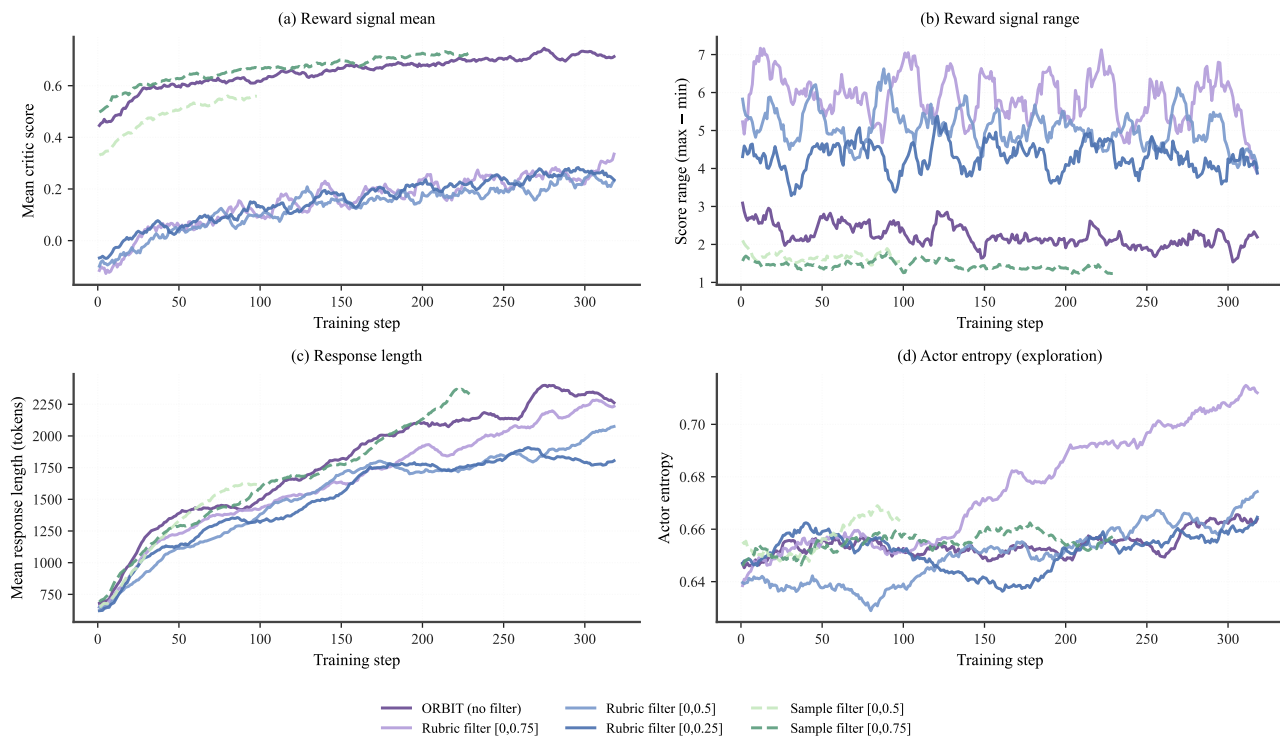 (a) Reward signal mean
Mean critic score
0.6
0.4
0.2
0.0
0 50 100 150 200 250 300
Training step
(b) Reward signal range
Score range (max − min)
7
6
5
4
3
2
1
0 50 100 150 200 250 300
Training step
(c) Response length
Mean response length (tokens)
2250
2000
1750
1500
1250
1000
750
0 50 100 150 200 250 300
Training step
(d) Actor entropy (exploration)
Actor entropy
0.70
0.68
0.66
0.64
0 50 100 150 200 250 300
Training step
ORBIT (no filter)
Rubric filter [0,0.75]
Rubric filter [0,0.5]
Rubric filter [0,0.25]
Sample filter [0,0.5]
Sample filter [0,0.75]